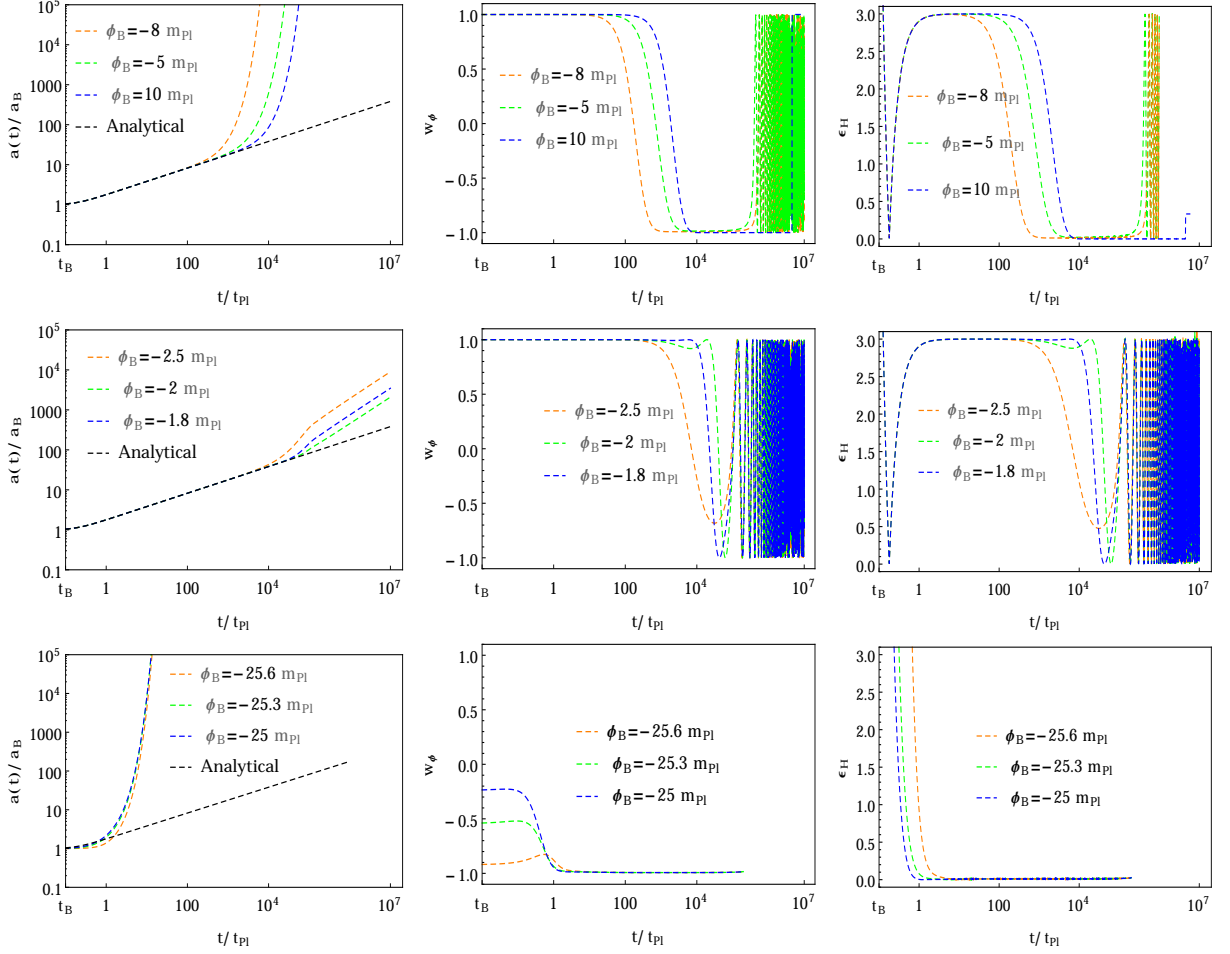 a(t)/ a_B
10^5
10^4
1000
100
10
1
0.1
ϕ_B=−8 m_Pl
ϕ_B=−5 m_Pl
ϕ_B=10 m_Pl
Analytical
t_B 1 100 10^4 10^7
t/ t_Pl
w_ϕ
1.0
0.5
0.0
−0.5
−1.0
ϕ_B=−8 m_Pl
ϕ_B=−5 m_Pl
ϕ_B=10 m_Pl
t_B 1 100 10^4 10^7
t/ t_Pl
ϵ_H
3.0
2.5
2.0
1.5
1.0
0.5
0.0
ϕ_B=−8 m_Pl
ϕ_B=−5 m_Pl
ϕ_B=10 m_Pl
t_B 1 100 10^4 10^7
t/ t_Pl
a(t)/ a_B
10^5
10^4
1000
100
10
1
0.1
ϕ_B=−2.5 m_Pl
ϕ_B=−2 m_Pl
ϕ_B=−1.8 m_Pl
Analytical
t_B 1 100 10^4 10^7
t/ t_Pl
w_ϕ
1.0
0.5
0.0
−0.5
−1.0
ϕ_B=−2.5 m_Pl
ϕ_B=−2 m_Pl
ϕ_B=−1.8 m_Pl
t_B 1 100 10^4 10^7
t/ t_Pl
ϵ_H
3.0
2.5
2.0
1.5
1.0
0.5
0.0
ϕ_B=−2.5 m_Pl
ϕ_B=−2 m_Pl
ϕ_B=−1.8 m_Pl
t_B 1 100 10^4 10^7
t/ t_Pl
a(t)/ a_B
10^5
10^4
1000
100
10
1
0.1
ϕ_B=−25.6 m_Pl
ϕ_B=−25.3 m_Pl
ϕ_B=−25 m_Pl
Analytical
t_B 1 100 10^4 10^7
t/ t_Pl
w_ϕ
1.0
0.5
0.0
−0.5
−1.0
ϕ_B=−25.6 m_Pl
ϕ_B=−25.3 m_Pl
ϕ_B=−25 m_Pl
t_B 1 100 10^4 10^7
t/ t_Pl
ϵ_H
3.0
2.5
2.0
1.5
1.0
0.5
0.0
ϕ_B=−25.6 m_Pl
ϕ_B=−25.3 m_Pl
ϕ_B=−25 m_Pl
t_B 1 100 10^4 10^7
t/ t_Pl